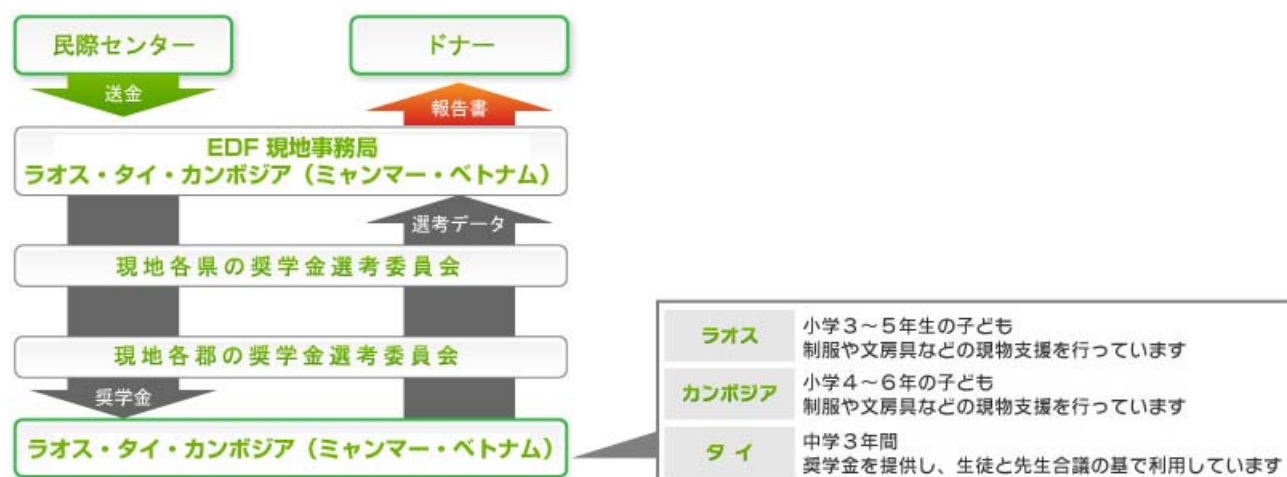 民際センター
ドナー
送金
報告書
EDF 現地事務局
ラオス・タイ・カンボジア（ミャンマー・ベトナム）
選考データ
現地各県の奨学金選考委員会
現地各郡の奨学金選考委員会
奨学金
ラオス・タイ・カンボジア（ミャンマー・ベトナム）
ラオス
小学３～５年生の子ども
制服や文房具などの現物支援を行っています
カンボジア
小学４～６年の子ども
制服や文房具などの現物支援を行っています
タイ
中学３年間
奨学金を提供し、生徒と先生合議の基で利用しています